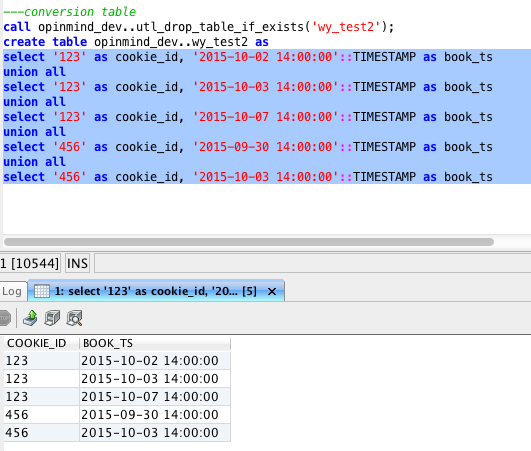 ---conversion table
call opinmind_dev..utl_drop_table_if_exists('wy_test2');
create table opinmind_dev..wy_test2 as
select '123' as cookie_id, '2015-10-02 14:00:00'::TIMESTAMP as book_ts
union all
select '123' as cookie_id, '2015-10-03 14:00:00'::TIMESTAMP as book_ts
union all
select '123' as cookie_id, '2015-10-07 14:00:00'::TIMESTAMP as book_ts
union all
select '456' as cookie_id, '2015-09-30 14:00:00'::TIMESTAMP as book_ts
union all
select '456' as cookie_id, '2015-10-03 14:00:00'::TIMESTAMP as book_ts
1 [10544] INS
Log 1: select '123' as cookie_id, '20... [5] ×
COOKIE_ID BOOK_TS
123 2015-10-02 14:00:00
123 2015-10-03 14:00:00
123 2015-10-07 14:00:00
456 2015-09-30 14:00:00
456 2015-10-03 14:00:00